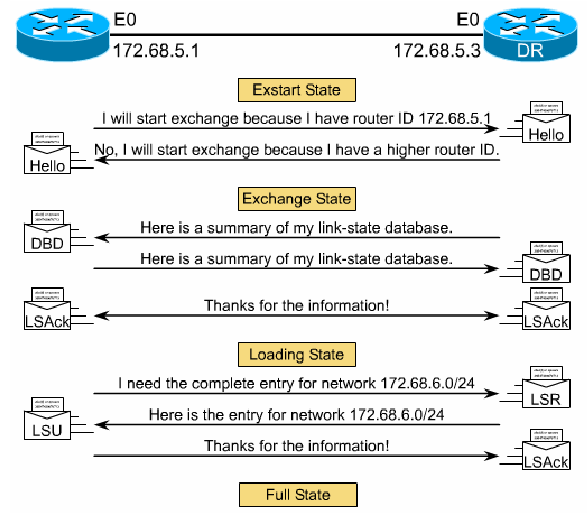 E0 E0
172.68.5.1 172.68.5.3 DR
Exstart State
I will start exchange because I have router ID 172.68.5.1
Hello
No, I will start exchange because I have a higher router ID.
Hello
Exchange State
Here is a summary of my link-state database.
DBD
Here is a summary of my link-state database.
DBD
Thanks for the information!
LSAck LSAck
Loading State
I need the complete entry for network 172.68.6.0/24
LSR
Here is the entry for network 172.68.6.0/24
LSU
Thanks for the information!
LSAck
Full State